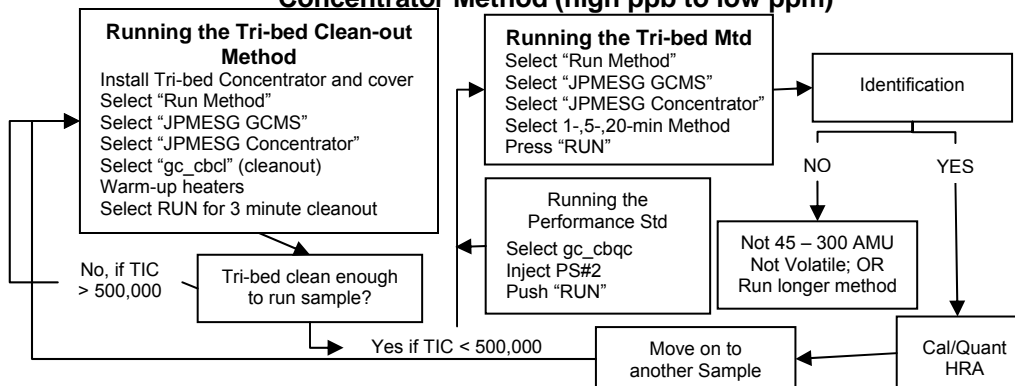 Concentrator Method (high ppb to low ppm)
Running the Tri-bed Clean-out
Method
Install Tri-bed Concentrator and cover
Select “Run Method”
Select “JPMESG GCMS”
Select “JPMESG Concentrator”
Select “gc_cbcl” (cleanout)
Warm-up heaters
Select RUN for 3 minute cleanout
Running the Tri-bed Mtd
Select “Run Method”
Select “JPMESG GCMS”
Select “JPMESG Concentrator”
Select 1-,5-,20-min Method
Press “RUN”
Identification
NO
YES
Running the
Performance Std
Select gc_cbqc
Inject PS#2
Push “RUN”
Not 45 – 300 AMU
Not Volatile; OR
Run longer method
No, if TIC
> 500,000
Tri-bed clean enough
to run sample?
Yes if TIC < 500,000
Move on to
another Sample
Cal/Quant
HRA